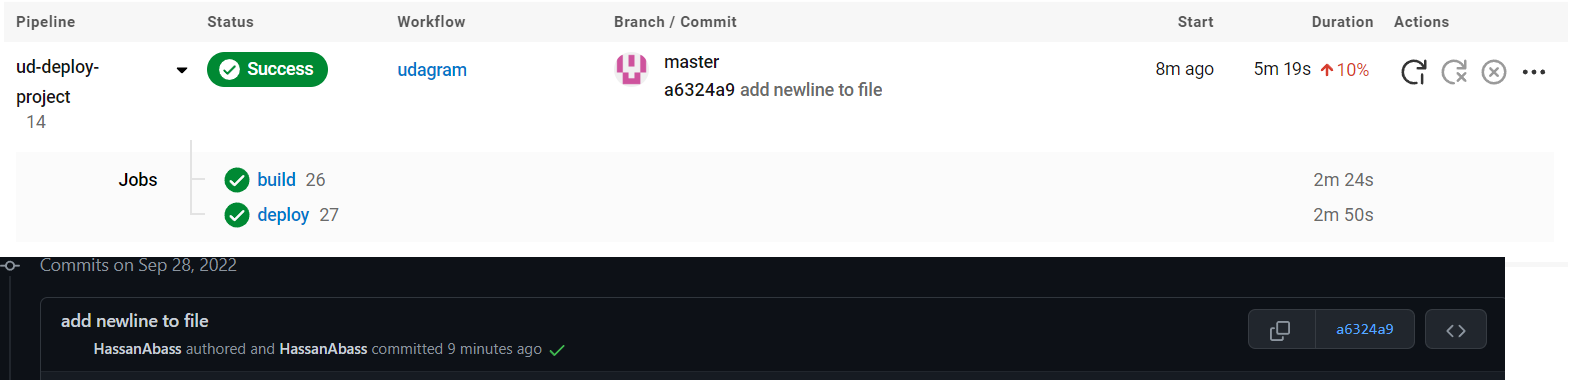 Pipeline Status Workflow Branch / Commit Start Duration Actions
ud-deploy-project 14 Success udagram master 8m ago 5m 19s 10%
a6324a9 add newline to file
Jobs build 26 2m 24s
deploy 27 2m 50s
Commits on Sep 28, 2022
add newline to file a6324a9
HassanAbass authored and HassanAbass committed 9 minutes ago